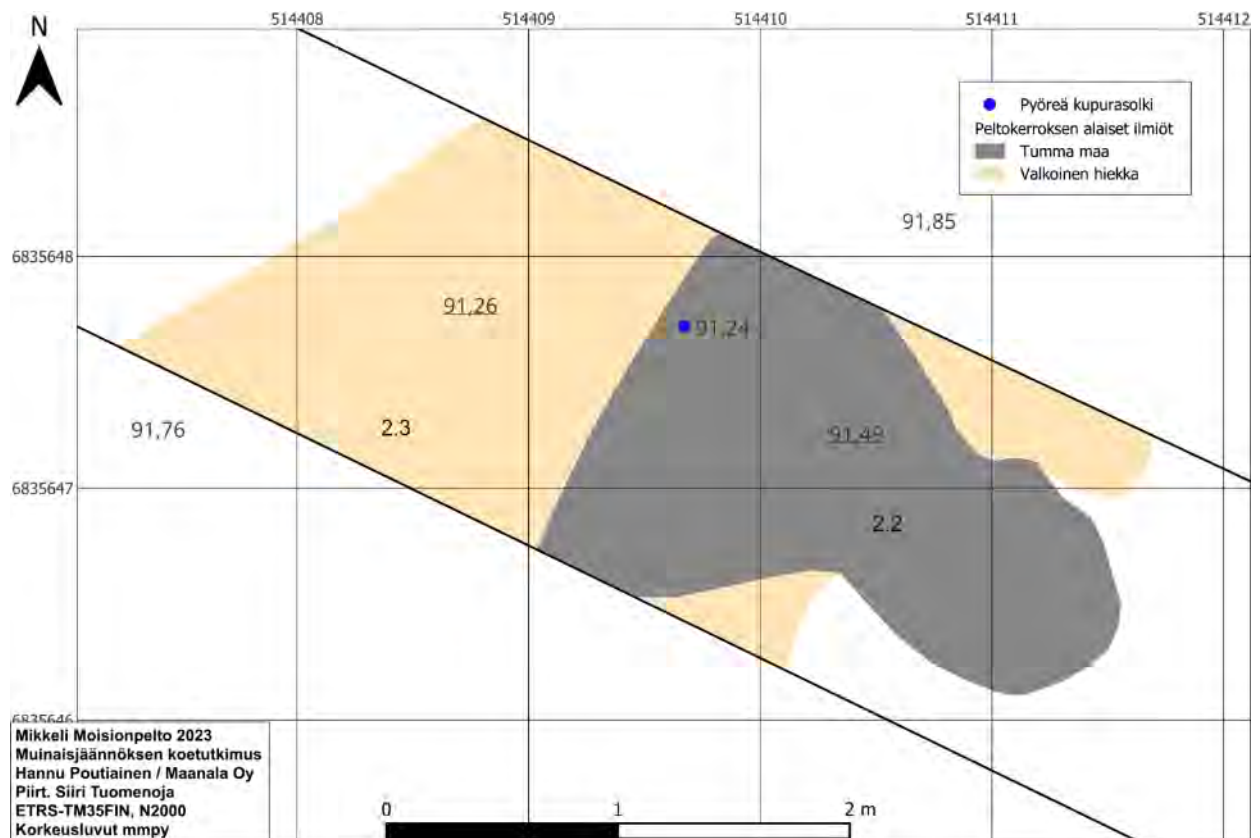 514408 514409 514410 514411 514412
N
Pyöreä kupurasolki
Peltokerroksen alaiset ilmiöt
Tumma maa
Valkoinen hiekka
91,85
6835648
91,26
91,24
91,76
2.3
91,49
6835647
2.2
6835646
Mikkeli Moisionpelto 2023
Muinaisjäännöksen koetutkimus
Hannu Poutiainen / Maanala Oy
Piirt. Siiri Tuomenoja
ETRS-TM35FIN, N2000
Korkeusluvut mmpy
0 1 2 m